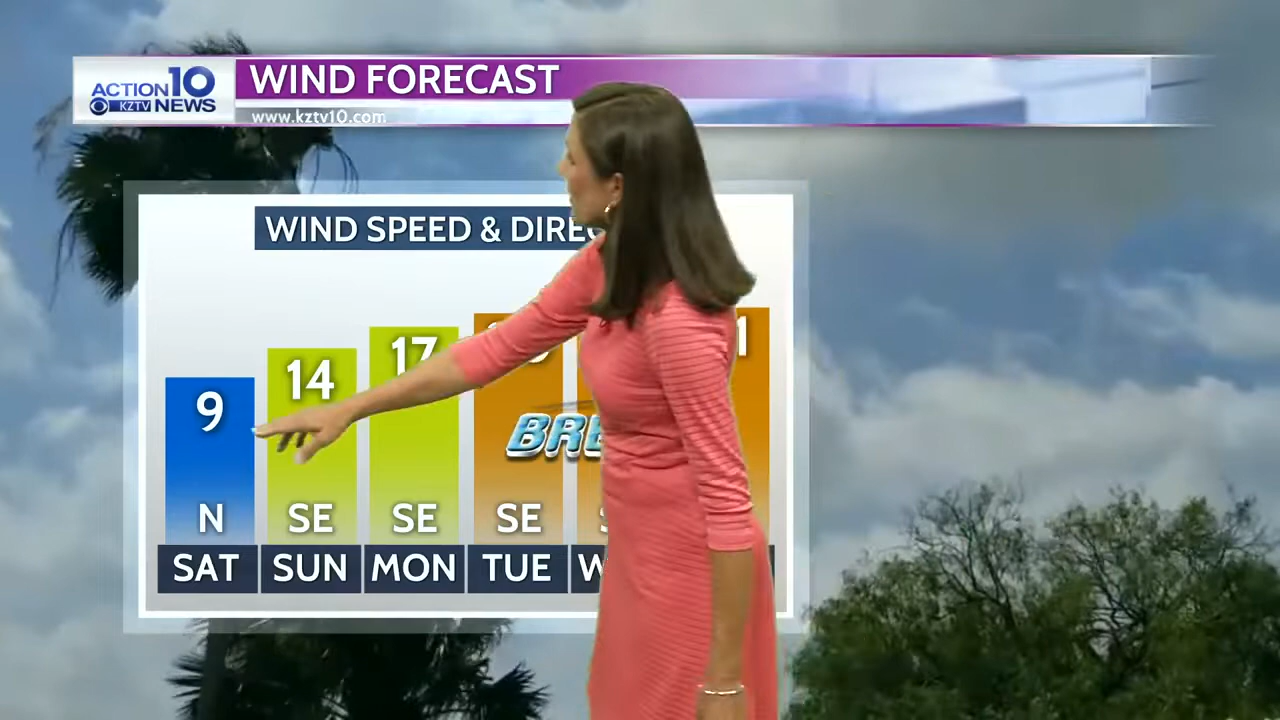 ACTION 10
KZTV NEWS
WIND FORECAST
www.kztv10.com
WIND SPEED &
9 14 17
N SE SE SE
SAT SUN MON TUE